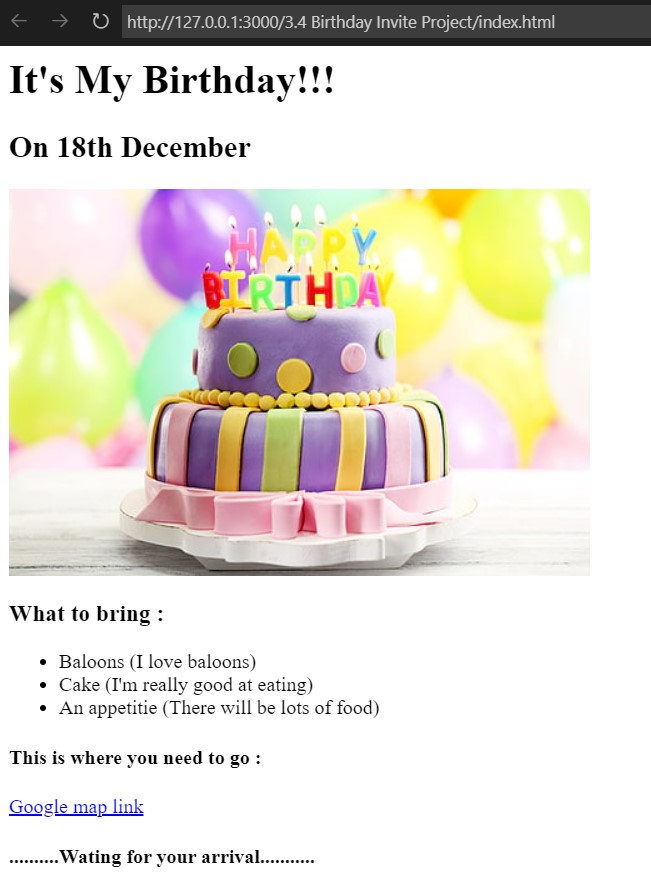 http://127.0.0.1:3000/3.4 Birthday Invite Project/index.html
It's My Birthday!!!
On 18th December
HAPPY
BIRTHDAY
What to bring :
Baloons (I love baloons)
Cake (I'm really good at eating)
An appetitie (There will be lots of food)
This is where you need to go :
Google map link
..........Wating for your arrival...........